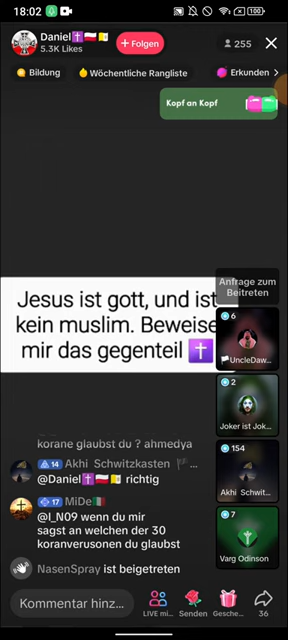 18:02
Daniel✝️🇵🇱🇻🇦
5.3K Likes
+ Folgen
255
Bildung
Wöchentliche Rangliste
Erkunden
Kopf an Kopf
Anfrage zum
Beitreten
Jesus ist gott, und ist
kein muslim. Beweise
mir das gegenteil ✝️
6
UncleDaw...
2
Joker ist Jok...
154
Akhi Schwit...
7
Varg Odinson
korane glaubst du ? ahmedya
14 Akhi Schwitzkasten 🏴...
@Daniel✝️🇵🇱🇻🇦 richtig
17 MiDe🇮🇹
@l_N09 wenn du mir
sagst an welchen der 30
koranverusonen du glaubst
NasenSpray ist beigetreten
Kommentar hinz...
LIVE mi...
Senden
Gesche...
36